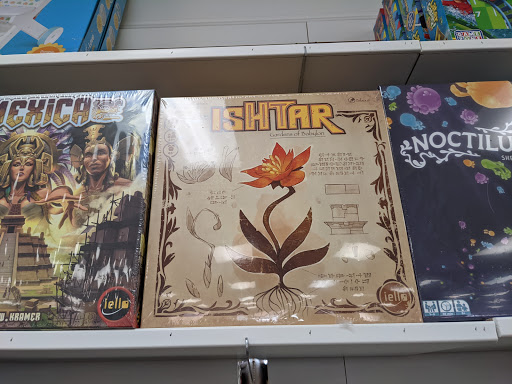 MEXICA
iello
W. KRAMER
ISHTAR
Gardens of Babylon
iello
NOCTILU